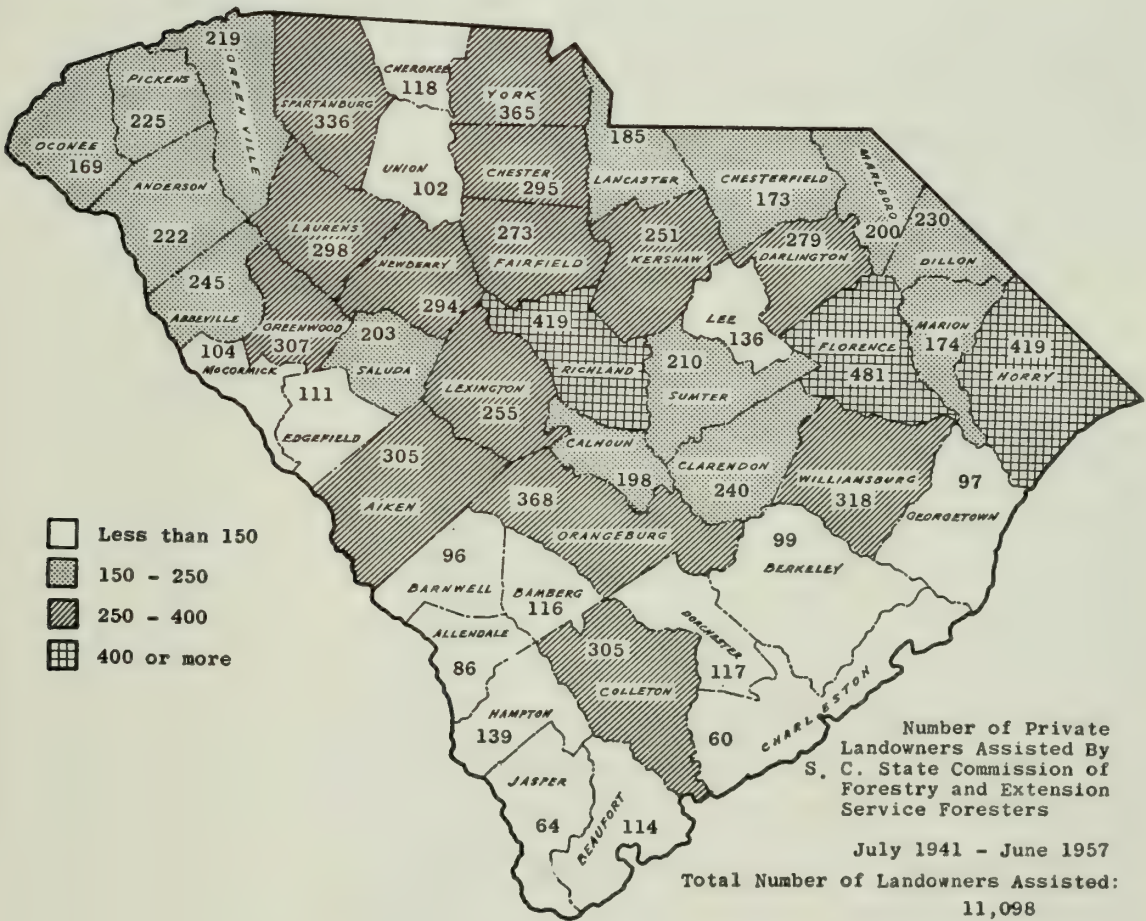 219
GREENVILLE
PICKENS
225
OCONEE
169
ANDERSON
222
SPARTANBURG
336
CHEROKEE
118
YORK
365
UNION
102
CHESTER
295
185
LANCASTER
CHESTERFIELD
173
MARLBORO
200
230
DILLON
LAURENS
298
NEWBERRY
294
273
FAIRFIELD
251
KERSHAW
279
DARLINGTON
245
ABBEVILLE
GREENWOOD
307
203
SALUDA
419
RICHLAND
LEE
136
FLORENCE
481
MARION
174
419
HORRY
104
McCORMICK
111
EDGEFIELD
LEXINGTON
255
210
SUMTER
305
AIKEN
CALHOUN
198
CLARENDON
240
WILLIAMSBURG
318
97
GEORGETOWN
368
ORANGEBURG
96
BARNWELL
BAMBERG
116
99
BERKELEY
ALLENDALE
86
305
COLLETON
DORCHESTER
117
HAMPTON
139
60
CHARLESTON
JASPER
64
BEAUFORT
114
Less than 150
150 - 250
250 - 400
400 or more
Number of Private
Landowners Assisted By
S. C. State Commission of
Forestry and Extension
Service Foresters
July 1941 - June 1957
Total Number of Landowners Assisted:
11,098